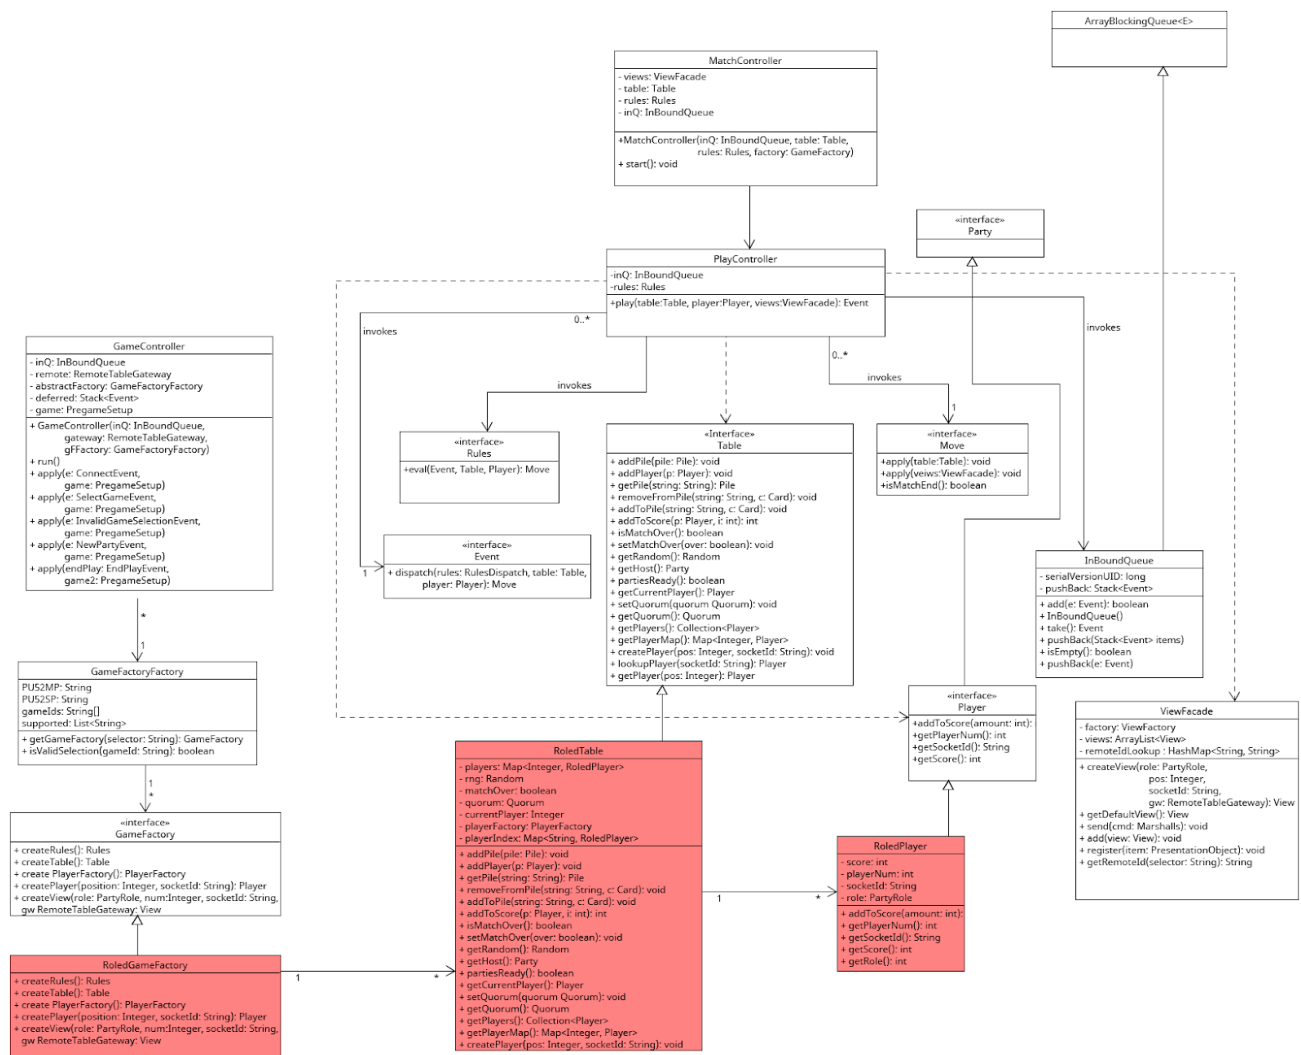 ArrayBlockingQueue<E>
MatchController
- views: ViewFacade
- table: Table
- rules: Rules
- inQ: InBoundQueue
+MatchController(inQ: InBoundQueue, table: Table,
rules: Rules, factory: GameFactory)
+ start(): void
«interface»
Party
PlayController
-inQ: InBoundQueue
-rules: Rules
+play(table:Table, player:Player, views:ViewFacade): Event
0..*
invokes
invokes
0..*
invokes
1
invokes
1
GameController
- inQ: InBoundQueue
- remote: RemoteTableGateway
- abstractFactory: GameFactoryFactory
- deferred: Stack<Event>
- game: PregameSetup
+ GameController(inQ: InBoundQueue,
gateway: RemoteTableGateway,
gFFactory: GameFactoryFactory)
+ run()
+ apply(e: ConnectEvent,
game: PregameSetup)
+ apply(e: SelectGameEvent,
game: PregameSetup)
+ apply(e: InvalidGameSelectionEvent,
game: PregameSetup)
+ apply(e: NewPartyEvent,
game: PregameSetup)
+ apply(endPlay: EndPlayEvent,
game2: PregameSetup)
*
1
«interface»
Rules
+eval(Event, Table, Player): Move
«interface»
Event
+ dispatch(rules: RulesDispatch, table: Table,
player: Player): Move
«Interface»
Table
+ addPile(pile: Pile): void
+ addPlayer(p: Player): void
+ getPile(string: String): Pile
+ removeFromPile(string: String, c: Card): void
+ addToPile(string: String, c: Card): void
+ addToScore(p: Player, i: int): int
+ isMatchOver(): boolean
+ setMatchOver(over: boolean): void
+ getRandom(): Random
+ getHost(): Party
+ partiesReady(): boolean
+ getCurrentPlayer(): Player
+ setQuorum(quorum Quorum): void
+ getQuorum(): Quorum
+ getPlayers(): Collection<Player>
+ getPlayerMap(): Map<Integer, Player>
+ createPlayer(pos: Integer, socketId: String): void
+ lookupPlayer(socketId: String): Player
+ getPlayer(pos: Integer): Player
«interface»
Move
+apply(table:Table): void
+apply(veiws:ViewFacade): void
+isMatchEnd(): boolean
InBoundQueue
- serialVersionUID: long
- pushBack: Stack<Event>
+ add(e: Event): boolean
+ InBoundQueue()
+ take(): Event
+ pushBack(Stack<Event> items)
+ isEmpty(): boolean
+ pushBack(e: Event)
GameFactoryFactory
PU52MP: String
PU52SP: String
gameIds: String[]
supported: List<String>
+ getGameFactory(selector: String): GameFactory
+ isValidSelection(gameId: String): boolean
1
*
«interface»
Player
+addToScore(amount: int):
+getPlayerNum(): int
+getSocketId(): String
+getScore(): int
ViewFacade
- factory: ViewFactory
- views: ArrayList<View>
- remoteIdLookup : HashMap<String, String>
+ createView(role: PartyRole,
pos: Integer,
socketId: String,
gw: RemoteTableGateway): View
+ getDefaultView(): View
+ send(cmd: Marshalls): void
+ add(view: View): void
+ register(item: PresentationObject): void
+ getRemoteId(selector: String): String
«interface»
GameFactory
+ createRules(): Rules
+ createTable(): Table
+ create PlayerFactory(): PlayerFactory
+ createPlayer(position: Integer, socketId: String): Player
+ createView(role: PartyRole, num:Integer, socketId: String,
gw RemoteTableGateway: View
RoledGameFactory
+ createRules(): Rules
+ createTable(): Table
+ create PlayerFactory(): PlayerFactory
+ createPlayer(position: Integer, socketId: String): Player
+ createView(role: PartyRole, num:Integer, socketId: String,
gw RemoteTableGateway: View
1
*
RoledTable
- players: Map<Integer, RoledPlayer>
- rng: Random
- matchOver: boolean
- quorum: Quorum
- currentPlayer: Integer
- playerFactory: PlayerFactory
- playerIndex: Map<String, RoledPlayer>
+ addPile(pile: Pile): void
+ addPlayer(p: Player): void
+ getPile(string: String): Pile
+ removeFromPile(string: String, c: Card): void
+ addToPile(string: String, c: Card): void
+ addToScore(p: Player, i: int): int
+ isMatchOver(): boolean
+ setMatchOver(over: boolean): void
+ getRandom(): Random
+ getHost(): Party
+ partiesReady(): boolean
+ getCurrentPlayer(): Player
+ setQuorum(quorum Quorum): void
+ getQuorum(): Quorum
+ getPlayers(): Collection<Player>
+ getPlayerMap(): Map<Integer, Player>
+ createPlayer(pos: Integer, socketId: String): void
1
*
RoledPlayer
- score: int
- playerNum: int
- socketId: String
- role: PartyRole
+ addToScore(amount: int):
+ getPlayerNum(): int
+ getSocketId(): String
+ getScore(): int
+ getRole(): int